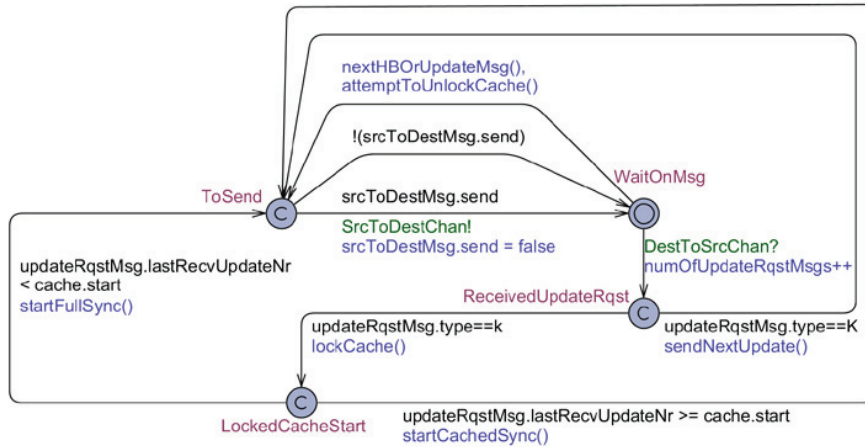 nextHBOrUpdateMsg(),
attemptToUnlockCache()
!(srcToDestMsg.send)
WaitOnMsg
ToSend
srcToDestMsg.send
SrcToDestChan!
srcToDestMsg.send = false
DestToSrcChan?
numOfUpdateRqstMsgs++
updateRqstMsg.lastRecvUpdateNr
< cache.start
startFullSync()
ReceivedUpdateRqst
updateRqstMsg.type==k
lockCache()
updateRqstMsg.type==K
sendNextUpdate()
LockedCacheStart
updateRqstMsg.lastRecvUpdateNr >= cache.start
startCachedSync()
C
C
C